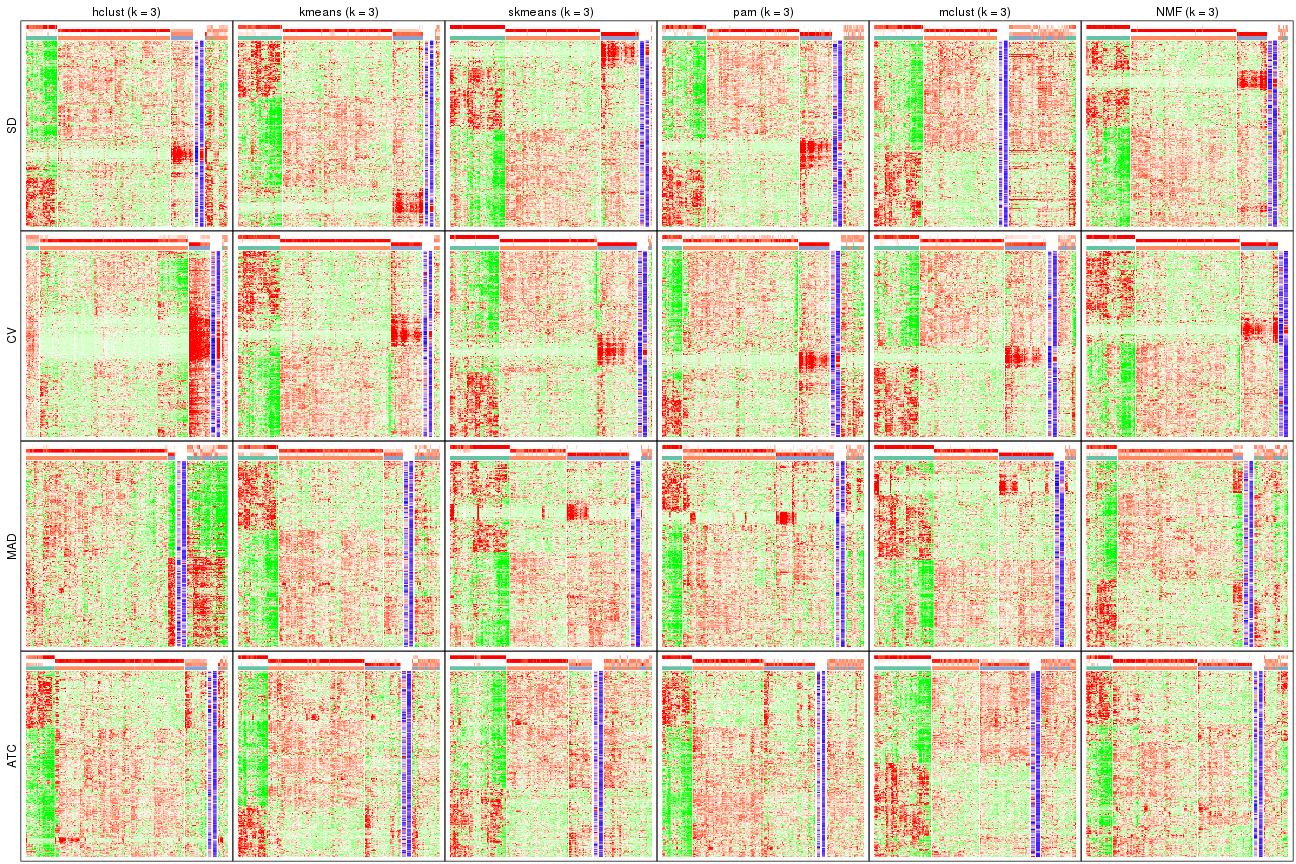 hclust (k = 3) kmeans (k = 3) skmeans (k = 3) pam (k = 3) mclust (k = 3) NMF (k = 3)
SD
CV
MAD
ATC